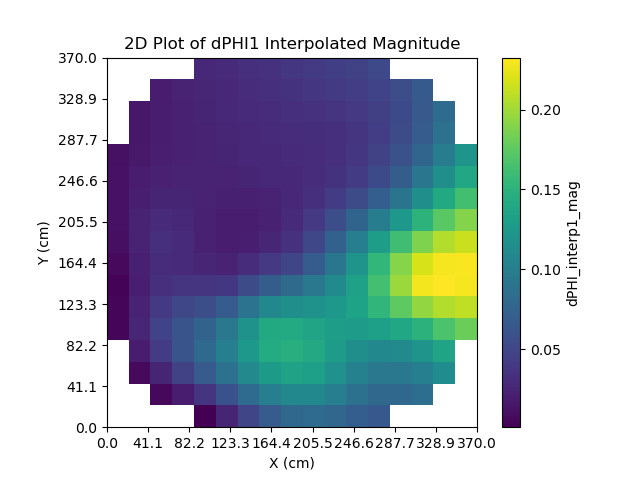 2D Plot of dPHI1 Interpolated Magnitude
370.0
328.9
287.7
246.6
205.5
164.4
123.3
82.2
41.1
0.0
Y (cm)
0.0 41.1 82.2 123.3 164.4 205.5 246.6 287.7 328.9 370.0
X (cm)
0.20
0.15
0.10
0.05
dPHI_interp1_mag